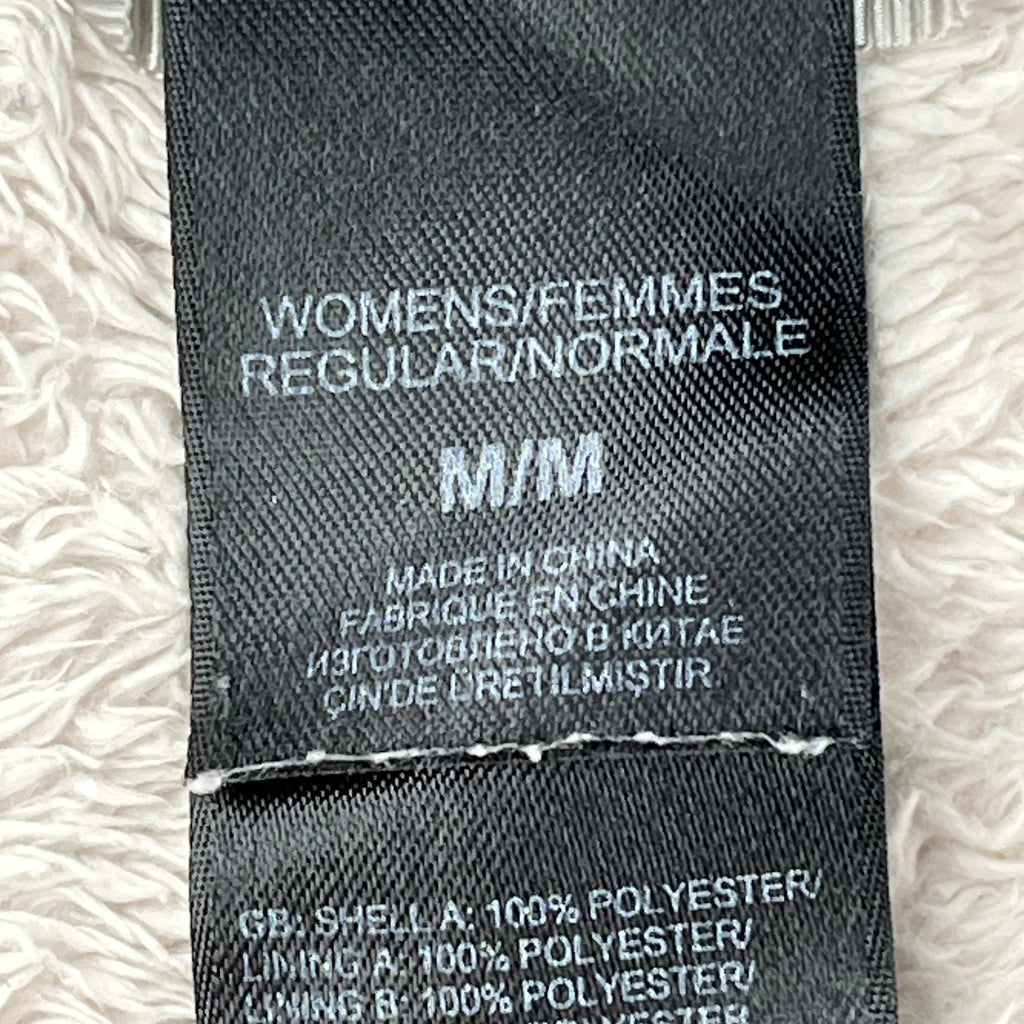 WOMENS/FEMMES
REGULAR/NORMALE
M/M
MADE IN CHINA
FABRIQUE EN CHINE
ИЗГОТОВЛЕНО В КИТАЕ
ÇIN'DE ÜRETILMIŞTIR
GB: SHELL A: 100% POLYESTER/
LINING A: 100% POLYESTER/
LINING B: 100% POLYESTER/